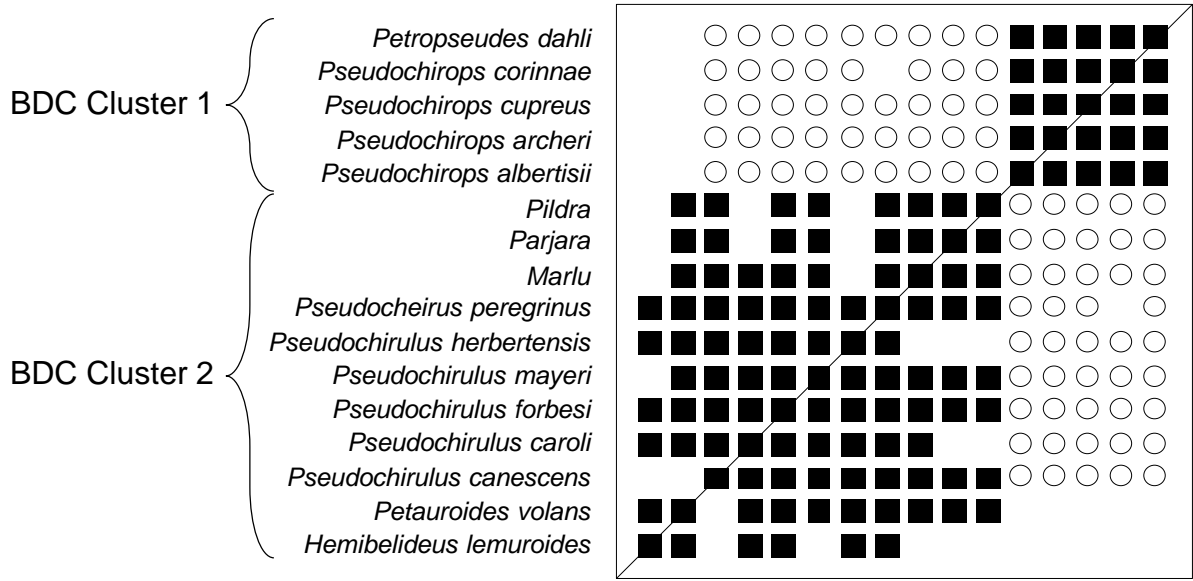 BDC Cluster 1
Petropseudes dahli
Pseudochirops corinnae
Pseudochirops cupreus
Pseudochirops archeri
Pseudochirops albertisii
BDC Cluster 2
Pildra
Parjara
Marlu
Pseudocheirus peregrinus
Pseudochirulus herbertensis
Pseudochirulus mayeri
Pseudochirulus forbesi
Pseudochirulus caroli
Pseudochirulus canescens
Petauroides volans
Hemibelideus lemuroides